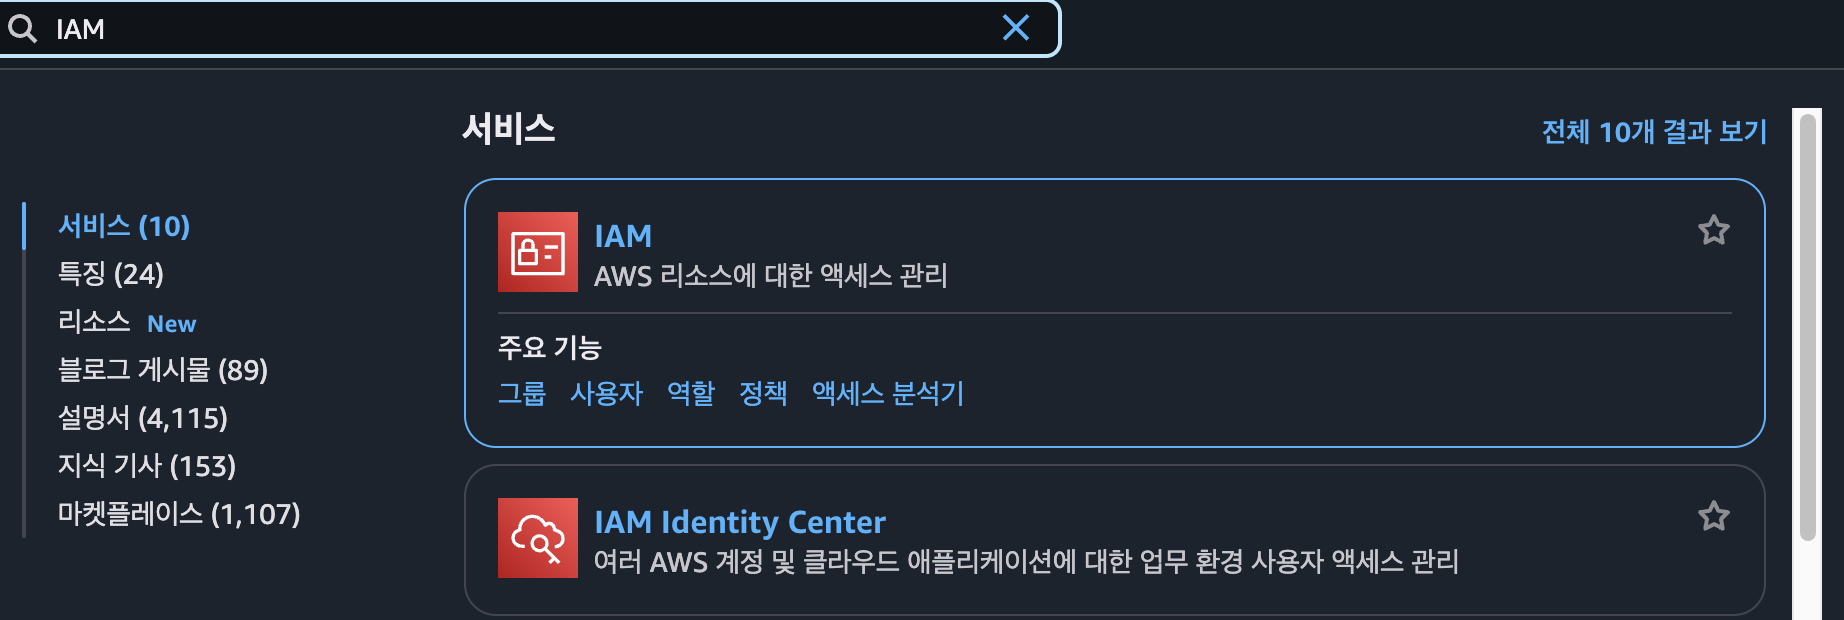 IAM
서비스 (10)
특징 (24)
리소스 New
블로그 게시물 (89)
설명서 (4,115)
지식 기사 (153)
마켓플레이스 (1,107)
서비스
전체 10개 결과 보기
IAM
AWS 리소스에 대한 액세스 관리
주요 기능
그룹 사용자 역할 정책 액세스 분석기
IAM Identity Center
여러 AWS 계정 및 클라우드 애플리케이션에 대한 업무 환경 사용자 액세스 관리